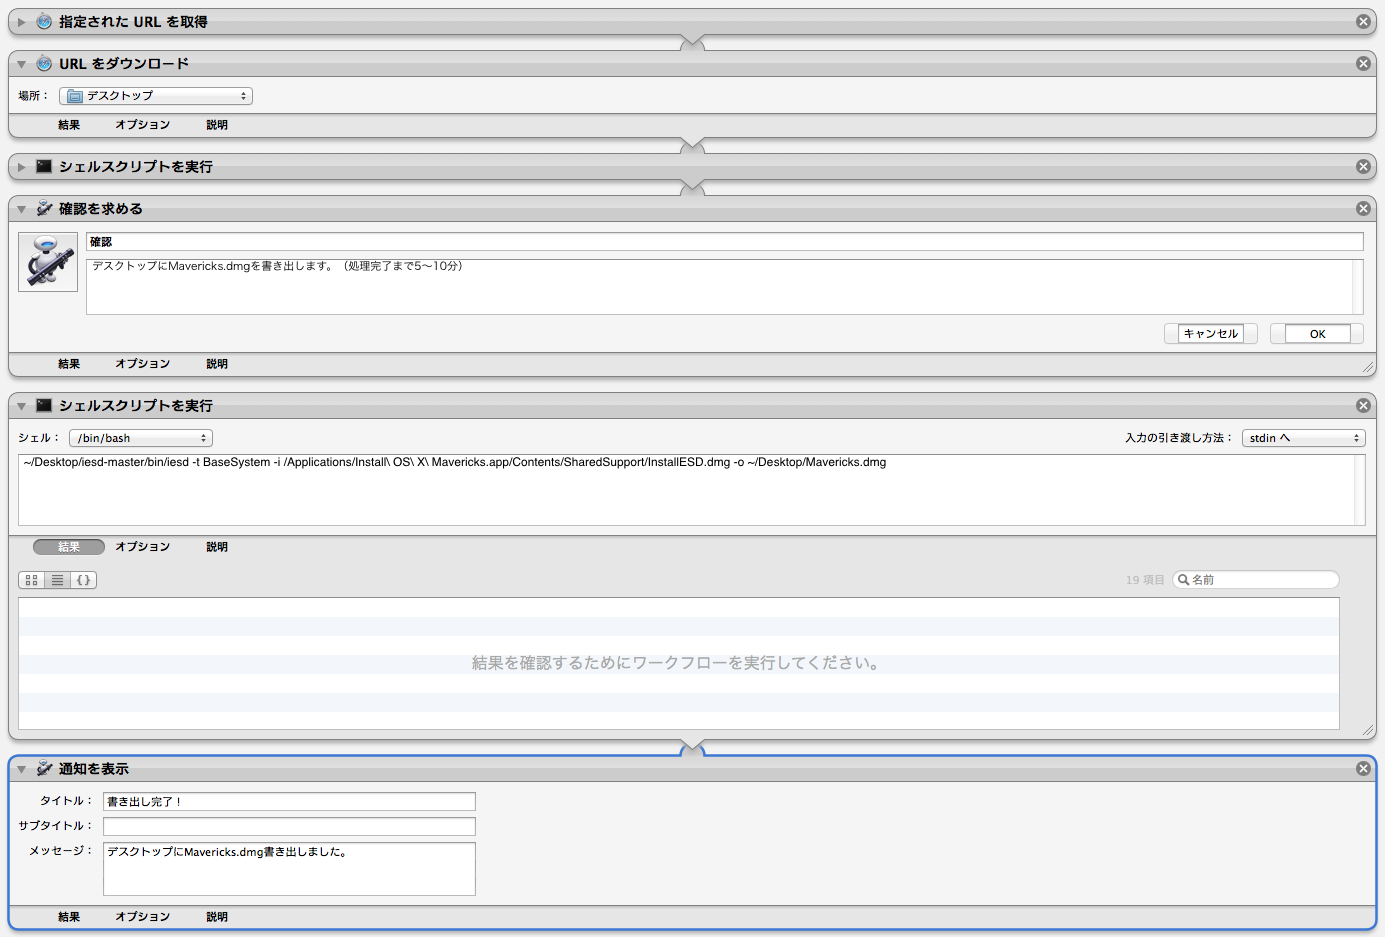 指定された URL を取得
URL をダウンロード
場所： デスクトップ
結果 オプション 説明
シェルスクリプトを実行
確認を求める
確認
デスクトップにMavericks.dmgを書き出します。（処理完了まで5〜10分）
キャンセル OK
結果 オプション 説明
シェルスクリプトを実行
シェル： /bin/bash 入力の引き渡し方法： stdin へ
~/Desktop/iesd-master/bin/iesd -t BaseSystem -i /Applications/Install\ OS\ X\ Mavericks.app/Contents/SharedSupport/InstallESD.dmg -o ~/Desktop/Mavericks.dmg
結果 オプション 説明
{} 19 項目 名前
結果を確認するためにワークフローを実行してください。
通知を表示
タイトル： 書き出し完了！
サブタイトル：
メッセージ： デスクトップにMavericks.dmg書き出しました。
結果 オプション 説明